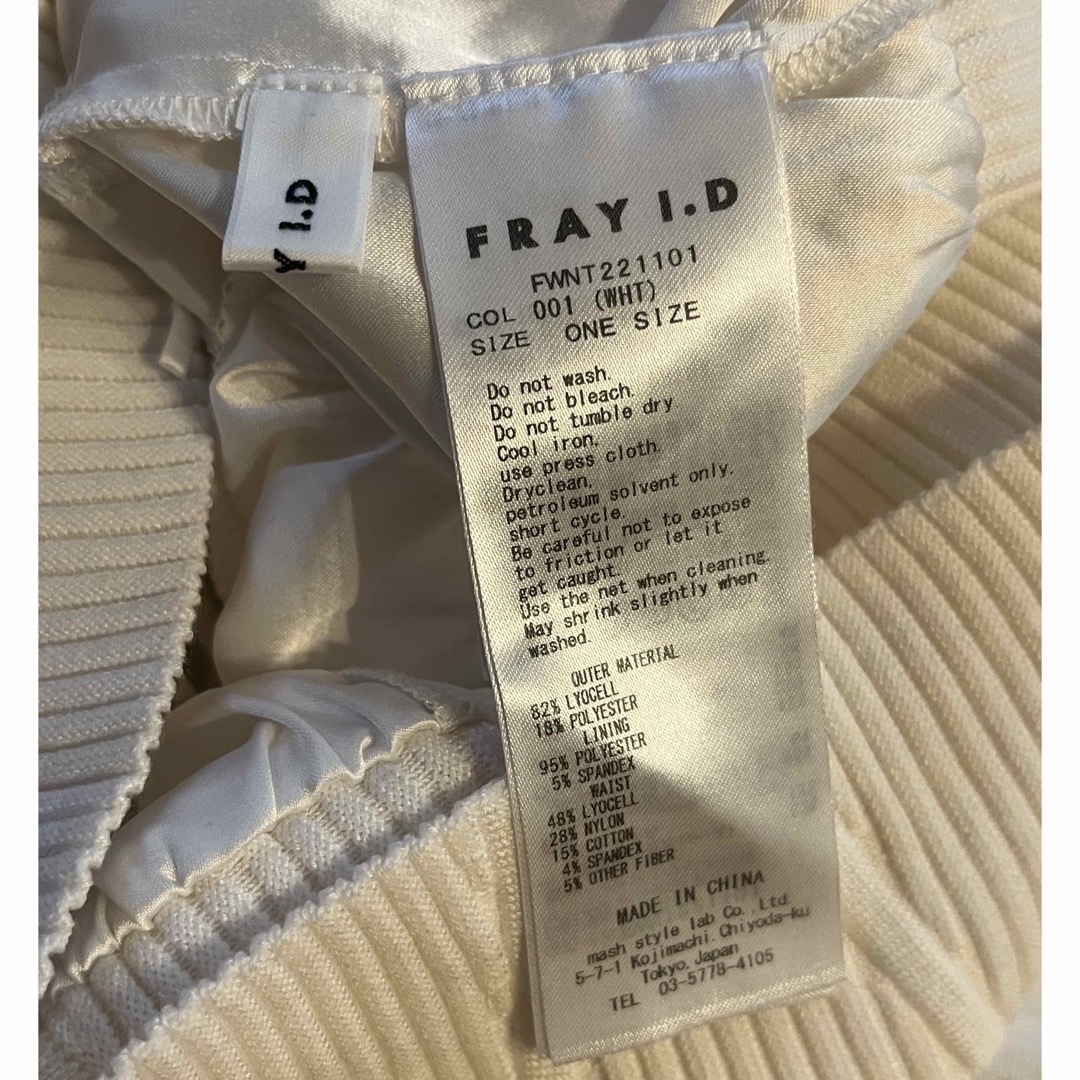 Y I.D
FRAY I.D
FWNT221101
COL 001 (WHT)
SIZE ONE SIZE
Do not wash.
Do not bleach.
Do not tumble dry
Cool iron.
use press cloth.
Dryclean.
petroleum solvent only.
short cycle.
Be careful not to expose
to friction or let it
get caught.
Use the net when cleaning.
May shrink slightly when
washed.
OUTER MATERIAL
82% LYOCELL
18% POLYESTER
LINING
95% POLYESTER
5% SPANDEX
WAIST
48% LYOCELL
28% NYLON
15% COTTON
4% SPANDEX
5% OTHER FIBER
MADE IN CHINA
mash style lab Co.,Ltd.
5-7-1 Kojimachi.Chiyoda-ku
Tokyo.Japan
TEL 03-5778-4105